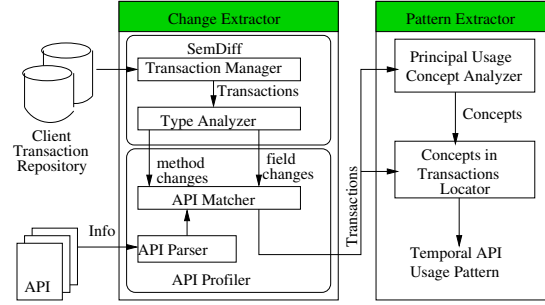 Change Extractor
Pattern Extractor
SemDiff
Transaction Manager
Transactions
Type Analyzer
Client
Transaction
Repository
method
changes
field
changes
API Matcher
Info
API Parser
API
API Profiler
Transactions
Principal Usage
Concept Analyzer
Concepts
Concepts in
Transactions
Locator
Temporal API
Usage Pattern